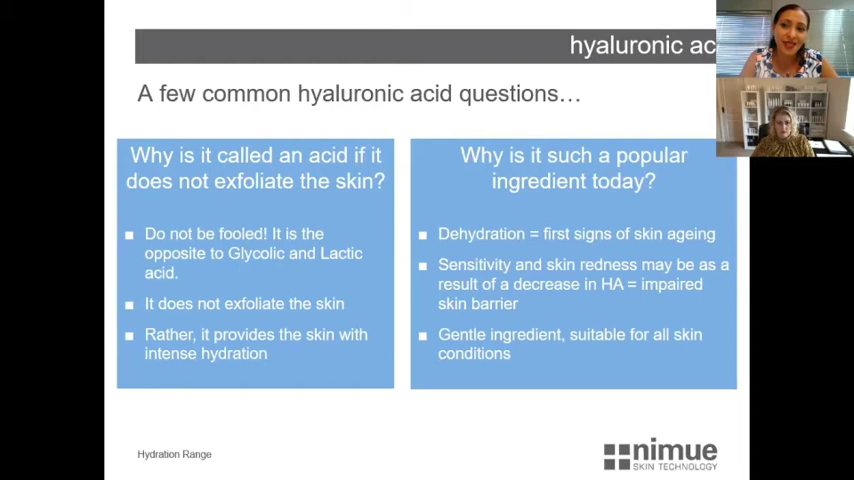 hyaluronic ac
A few common hyaluronic acid questions…
Why is it called an acid if it
does not exfoliate the skin?
■ Do not be fooled! It is the
opposite to Glycolic and Lactic
acid.
■ It does not exfoliate the skin
■ Rather, it provides the skin with
intense hydration
Why is it such a popular
ingredient today?
■ Dehydration = first signs of skin ageing
■ Sensitivity and skin redness may be as a
result of a decrease in HA = impaired
skin barrier
■ Gentle ingredient, suitable for all skin
conditions
Hydration Range
nimue
SKIN TECHNOLOGY